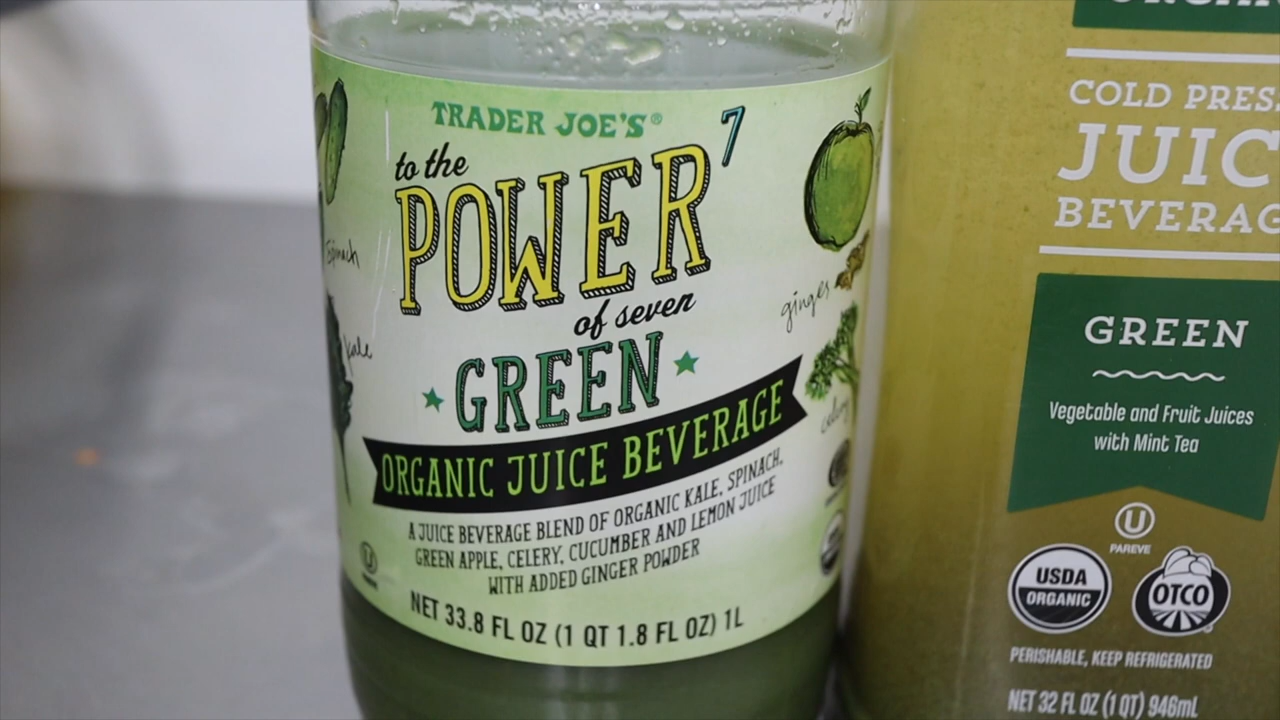 TRADER JOE'S®
to the
POWER 7
of seven
GREEN
ORGANIC JUICE BEVERAGE
A JUICE BEVERAGE BLEND OF ORGANIC KALE, SPINACH,
GREEN APPLE, CELERY, CUCUMBER AND LEMON JUICE
WITH ADDED GINGER POWDER
NET 33.8 FL OZ (1 QT 1.8 FL OZ) 1L
Spinach
kale
ginger
celery
COLD PRES
JUIC
BEVERAG
GREEN
Vegetable and Fruit Juices
with Mint Tea
U
PAREVE
USDA
ORGANIC
OTCO
PERISHABLE, KEEP REFRIGERATED
NET 32 FL OZ (1 QT) 946mL